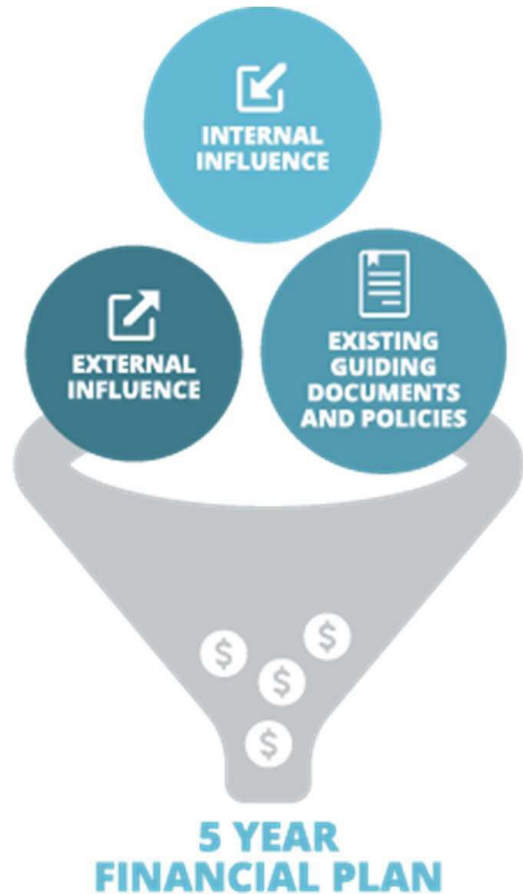 INTERNAL
INFLUENCE
EXTERNAL
INFLUENCE
EXISTING
GUIDING
DOCUMENTS
AND POLICIES
$
$
$
$
5 YEAR
FINANCIAL PLAN